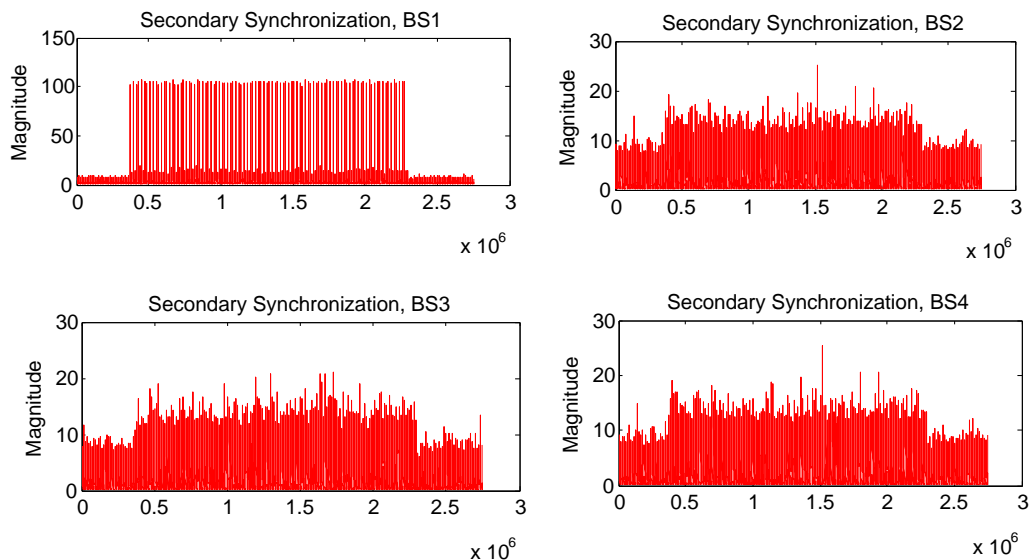 Secondary Synchronization, BS1
150
100
50
0
Magnitude
0 0.5 1 1.5 2 2.5 3
x 10^6
Secondary Synchronization, BS2
30
20
10
0
Magnitude
0 0.5 1 1.5 2 2.5 3
x 10^6
Secondary Synchronization, BS3
30
20
10
0
Magnitude
0 0.5 1 1.5 2 2.5 3
x 10^6
Secondary Synchronization, BS4
30
20
10
0
Magnitude
0 0.5 1 1.5 2 2.5 3
x 10^6